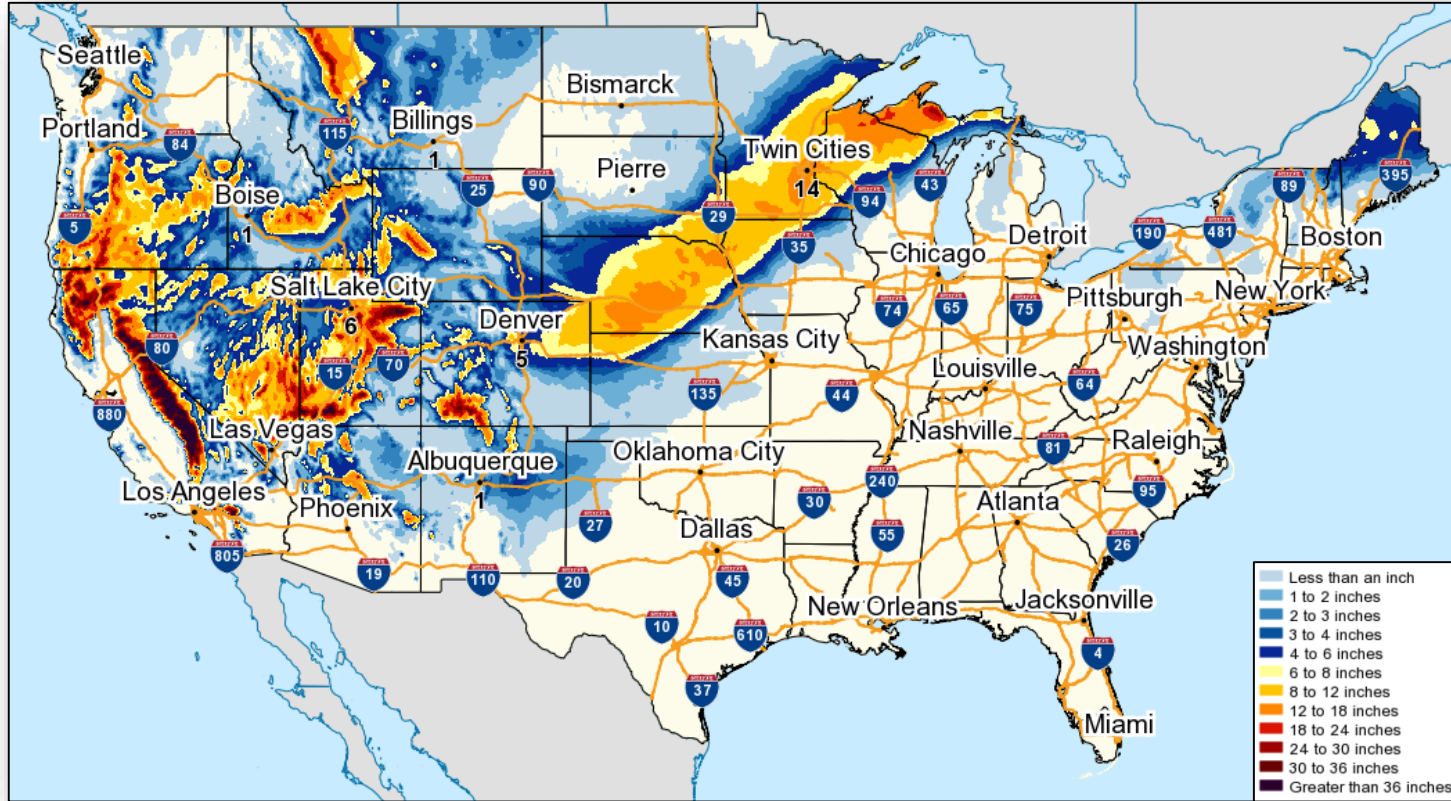 Seattle
Portland
84
115
Billings
1
Bismarck
Pierre
Twin Cities
14
Boise
1
25
90
29
94
43
35
5
190
481
89
395
Boston
Detroit
Chicago
Salt Lake City
6
Denver
5
Pittsburgh
New York
74
65
75
Washington
80
15
70
Kansas City
Louisville
64
135
44
880
Las Vegas
Albuquerque
1
Oklahoma City
Nashville
81
Raleigh
Los Angeles
Phoenix
240
95
30
27
Atlanta
55
Dallas
26
805
19
110
20
45
New Orleans
Jacksonville
10
610
4
37
Miami
Less than an inch
1 to 2 inches
2 to 3 inches
3 to 4 inches
4 to 6 inches
6 to 8 inches
8 to 12 inches
12 to 18 inches
18 to 24 inches
24 to 30 inches
30 to 36 inches
Greater than 36 inches